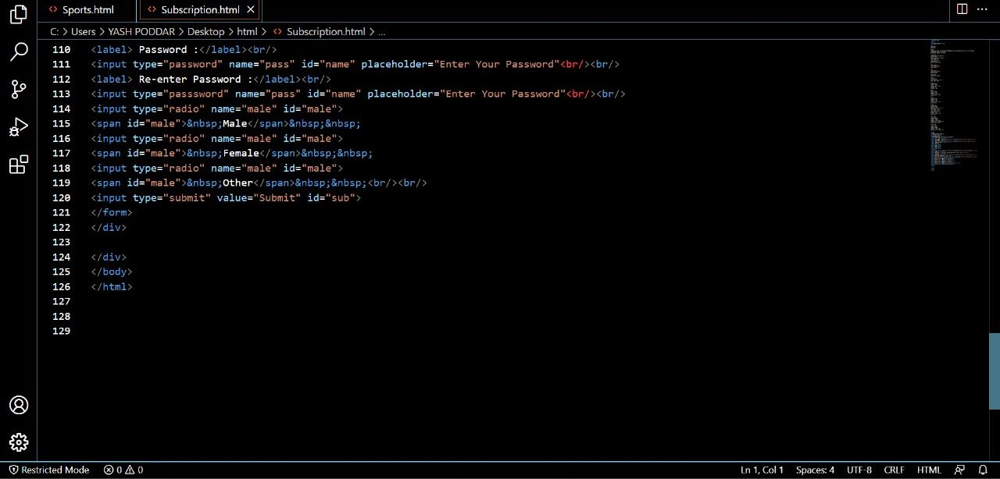 Sports.html
Subscription.html
C: > Users > YASH PODDAR > Desktop > html > Subscription.html > ...
110 <label> Password :</label><br/>
111 <input type="password" name="pass" id="name" placeholder="Enter Your Password"<br/><br/>
112 <label> Re-enter Password :</label><br/>
113 <input type="passsword" name="pass" id="name" placeholder="Enter Your Password"<br/><br/>
114 <input type="radio" name="male" id="male">
115 <span id="male">&nbsp;Male</span>&nbsp;&nbsp;
116 <input type="radio" name="male" id="male">
117 <span id="male">&nbsp;Female</span>&nbsp;&nbsp;
118 <input type="radio" name="male" id="male">
119 <span id="male">&nbsp;Other</span>&nbsp;&nbsp;<br/><br/>
120 <input type="submit" value="Submit" id="sub">
121 </form>
122 </div>
123
124 </div>
125 </body>
126 </html>
127
128
129
Restricted Mode 0 0 Ln 1, Col 1 Spaces: 4 UTF-8 CRLF HTML